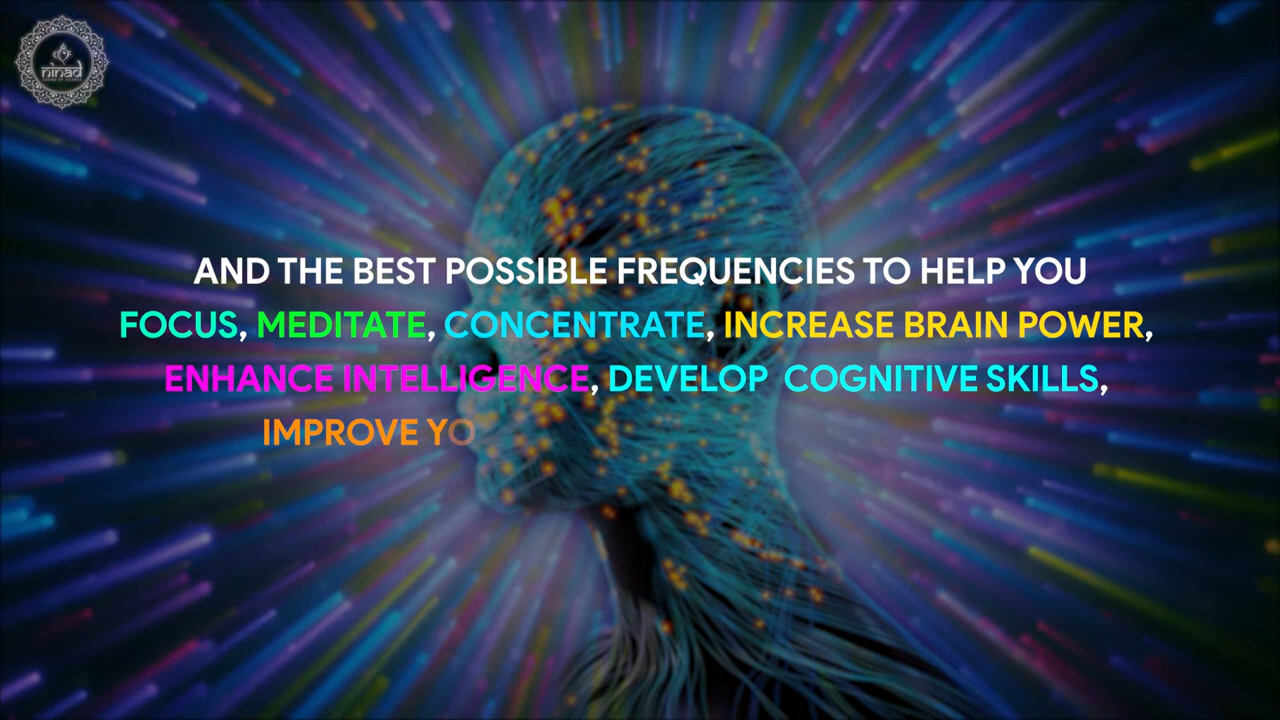 ninad
AND THE BEST POSSIBLE FREQUENCIES TO HELP YOU
FOCUS, MEDITATE, CONCENTRATE, INCREASE BRAIN POWER,
ENHANCE INTELLIGENCE, DEVELOP COGNITIVE SKILLS,
IMPROVE YO